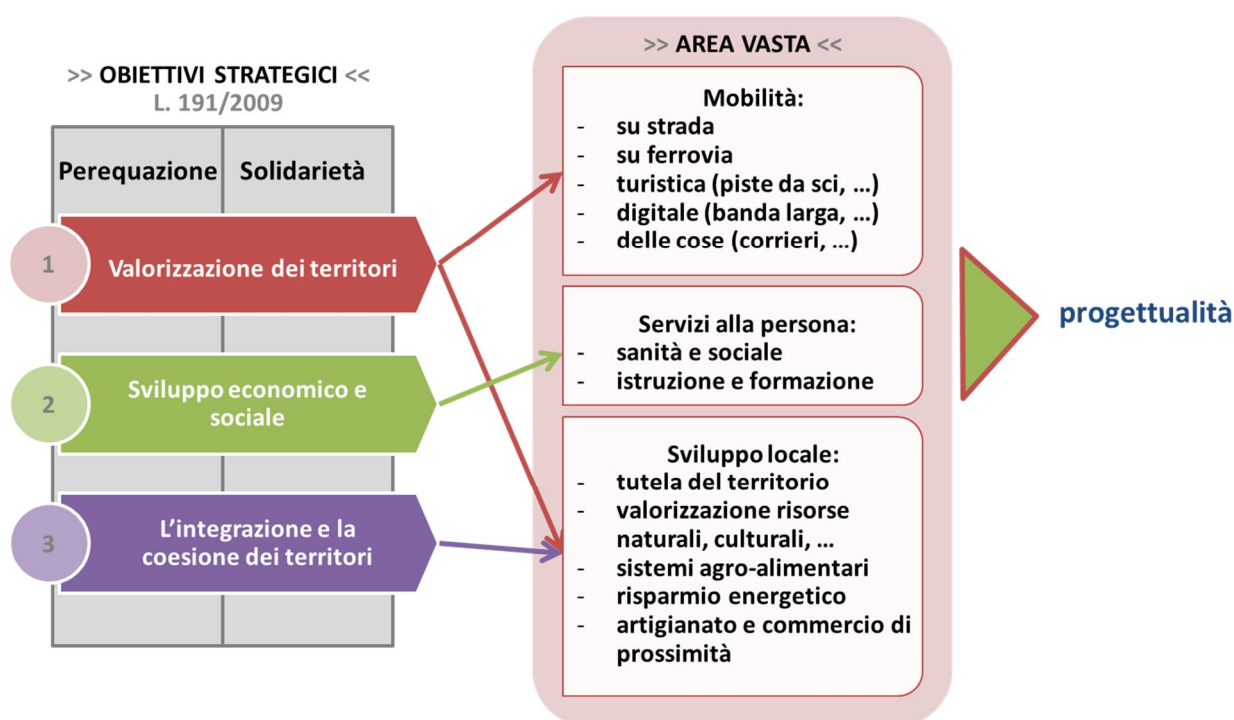 >> OBIETTIVI STRATEGICI <<
L. 191/2009
Perequazione
Solidarietà
1
Valorizzazione dei territori
2
Sviluppo economico e
sociale
3
L'integrazione e la
coesione dei territori
>> AREA VASTA <<
Mobilità:
- su strada
- su ferrovia
- turistica (piste da sci, ...)
- digitale (banda larga, ...)
- delle cose (corrieri, ...)
Servizi alla persona:
- sanità e sociale
- istruzione e formazione
Sviluppo locale:
- tutela del territorio
- valorizzazione risorse
naturali, culturali, ...
- sistemi agro-alimentari
- risparmio energetico
- artigianato e commercio di
prossimità
progettualità